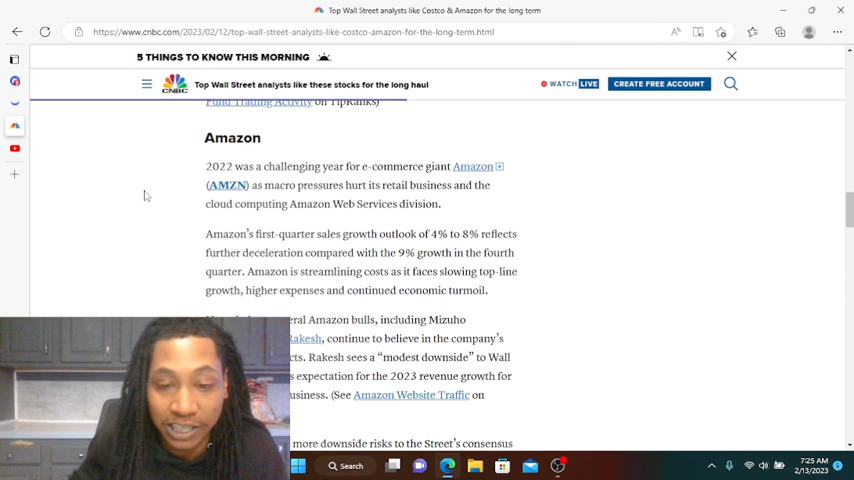 Top Wall Street analysts like Costco & Amazon for the long term
https://www.cnbc.com/2023/02/12/top-wall-street-analysts-like-costco-amazon-for-the-long-term.html
5 THINGS TO KNOW THIS MORNING
CNBC
Top Wall Street analysts like these stocks for the long haul
WATCH LIVE
CREATE FREE ACCOUNT
Fund Trading Activity on TipRanks)
Amazon
2022 was a challenging year for e-commerce giant Amazon
(AMZN) as macro pressures hurt its retail business and the
cloud computing Amazon Web Services division.
Amazon's first-quarter sales growth outlook of 4% to 8% reflects
further deceleration compared with the 9% growth in the fourth
quarter. Amazon is streamlining costs as it faces slowing top-line
growth, higher expenses and continued economic turmoil.
eral Amazon bulls, including Mizuho
Rakesh, continue to believe in the company's
cts. Rakesh sees a “modest downside” to Wall
s expectation for the 2023 revenue growth for
usiness. (See Amazon Website Traffic on
more downside risks to the Street's consensus
Search
7:25 AM
2/13/2023